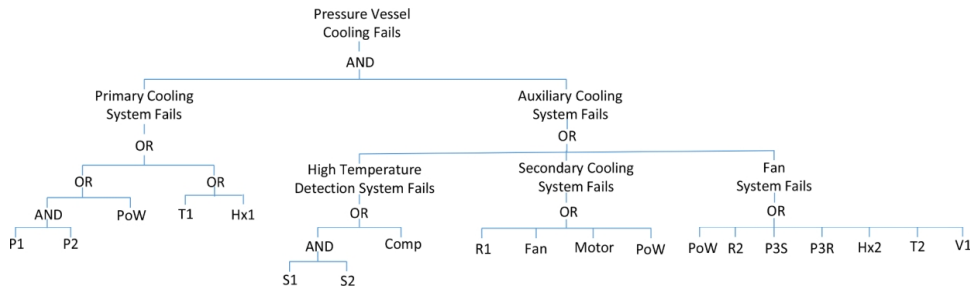 Pressure Vessel
Cooling Fails
AND
Primary Cooling
System Fails
Auxiliary Cooling
System Fails
OR
OR
High Temperature
Detection System Fails
Secondary Cooling
System Fails
Fan
System Fails
OR
OR
OR
OR
OR
AND
PoW
T1
Hx1
P1
P2
AND
Comp
R1
Fan
Motor
PoW
PoW
R2
P3S
P3R
Hx2
T2
V1
S1
S2